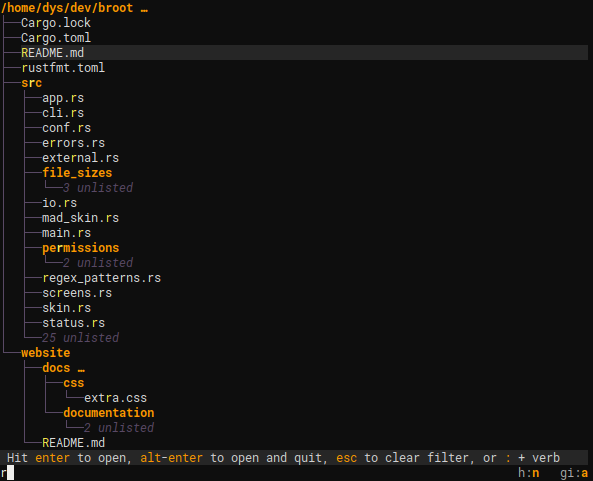 /home/dys/dev/broot …
Cargo.lock
Cargo.toml
README.md
rustfmt.toml
src
app.rs
cli.rs
conf.rs
errors.rs
external.rs
file_sizes
3 unlisted
io.rs
mad_skin.rs
main.rs
permissions
2 unlisted
regex_patterns.rs
screens.rs
skin.rs
status.rs
25 unlisted
website
docs …
css
extra.css
documentation
2 unlisted
README.md
Hit enter to open, alt-enter to open and quit, esc to clear filter, or : + verb
r h:n gi:a